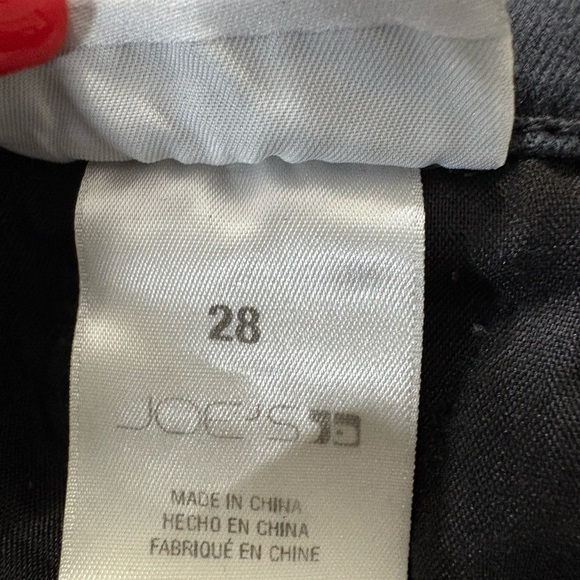 28
JOE'S
MADE IN CHINA
HECHO EN CHINA
FABRIQUÉ EN CHINE